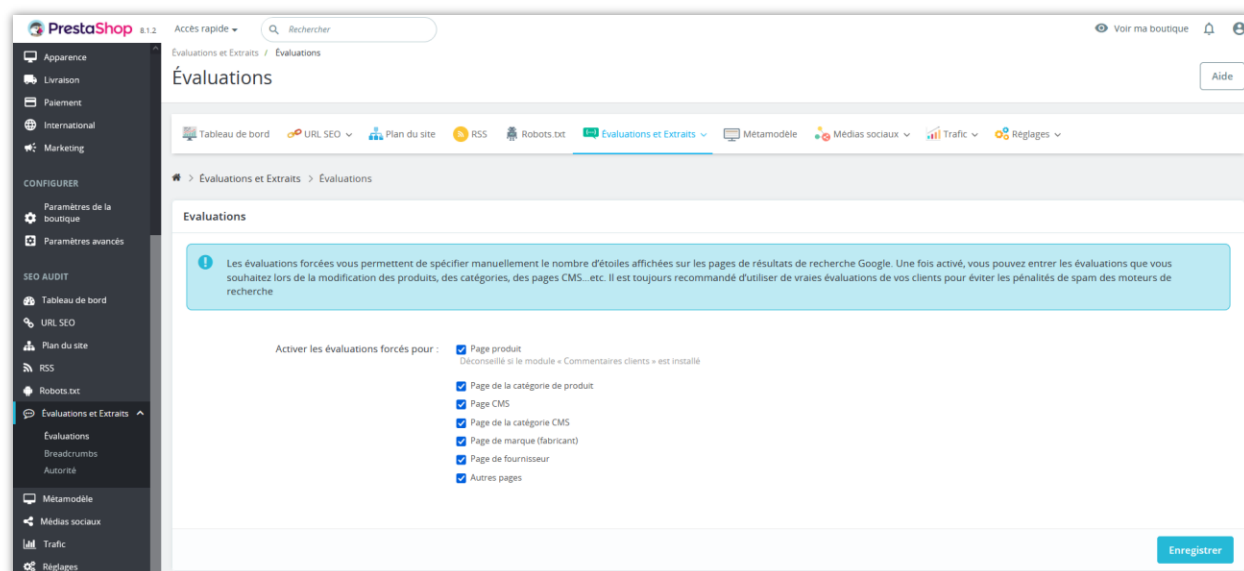 PrestaShop 8.1.2
Accès rapide
Rechercher
Voir ma boutique
Apparence
Livraison
Paiement
International
Marketing
CONFIGURER
Paramètres de la
boutique
Paramètres avancés
SEO AUDIT
Tableau de bord
URL SEO
Plan du site
RSS
Robots.txt
Évaluations et Extraits
Évaluations
Breadcrumbs
Autorité
Métamodèle
Médias sociaux
Trafic
Réglages
Évaluations et Extraits / Évaluations
Évaluations
Aide
Tableau de bord URL SEO Plan du site RSS Robots.txt Évaluations et Extraits Métamodèle Médias sociaux Trafic Réglages
> Évaluations et Extraits > Évaluations
Evaluations
Les évaluations forcées vous permettent de spécifier manuellement le nombre d'étoiles affichées sur les pages de résultats de recherche Google. Une fois activé, vous pouvez entrer les évaluations que vous
souhaitez lors de la modification des produits, des catégories, des pages CMS...etc. Il est toujours recommandé d'utiliser de vraies évaluations de vos clients pour éviter les pénalités de spam des moteurs de
recherche
Activer les évaluations forcés pour :
Page produit
Déconseillé si le module « Commentaires clients » est installé
Page de la catégorie de produit
Page CMS
Page de la catégorie CMS
Page de marque (fabricant)
Page de fournisseur
Autres pages
Enregistrer